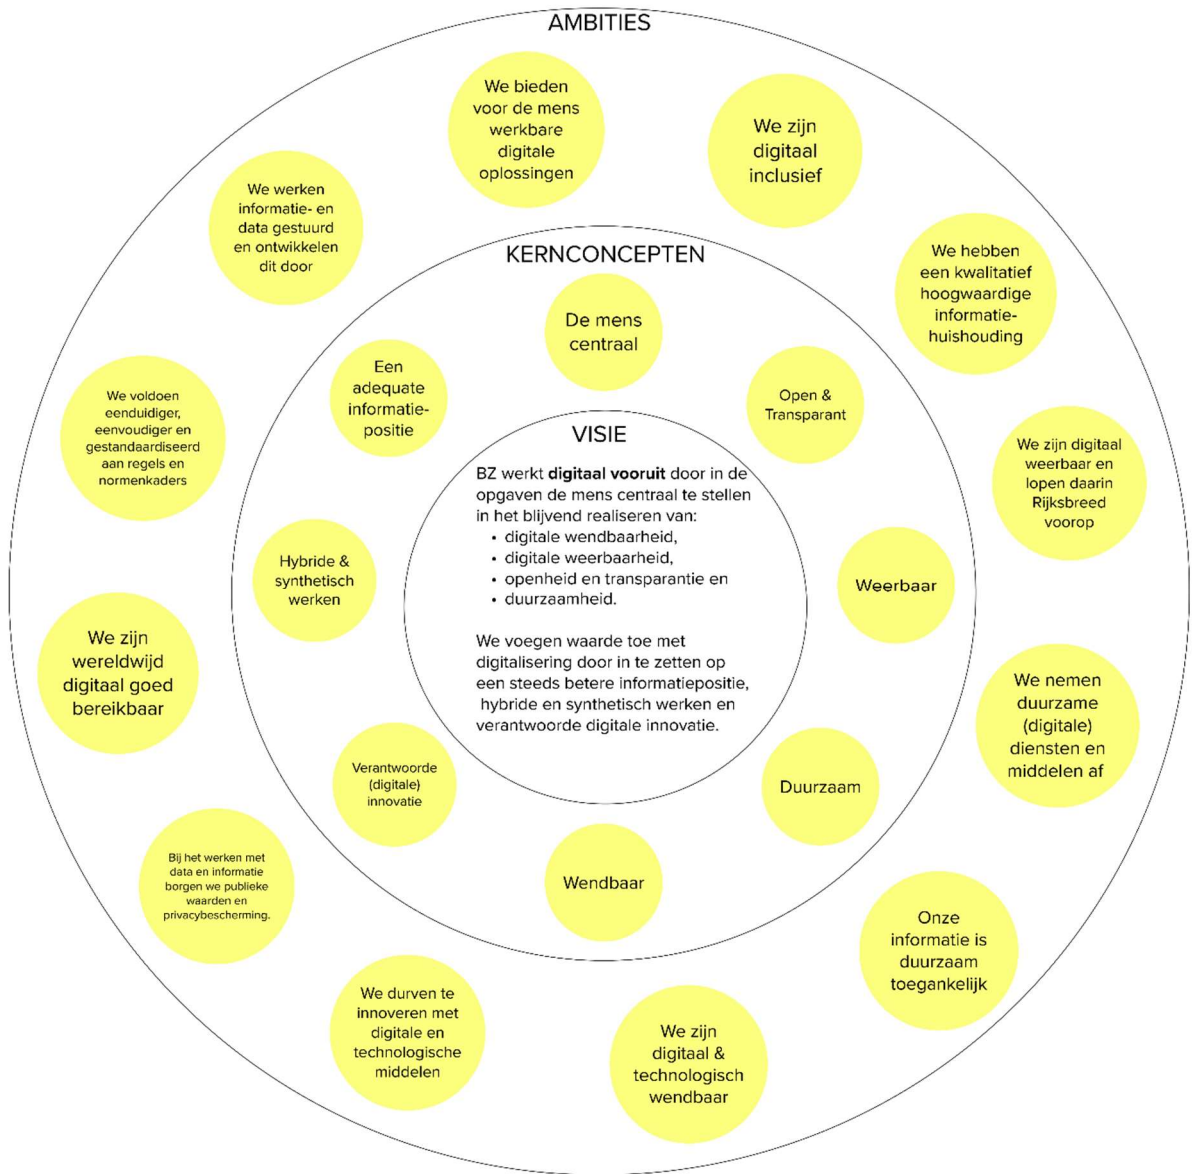 AMBITIES
We bieden
voor de mens
werkbare
digitale
oplossingen
We zijn
digitaal
inclusief
We hebben
een kwalitatief
hoogwaardige
informatie-
huishouding
We zijn digitaal
weerbaar en
lopen daarin
Rijksbreed
voorop
We nemen
duurzame
(digitale)
diensten en
middelen af
Onze
informatie is
duurzaam
toegankelijk
We zijn
digitaal &
technologisch
wendbaar
We durven te
innoveren met
digitale en
technologische
middelen
Bij het werken met
data en informatie
borgen we publieke
waarden en
privacybescherming.
We zijn
wereldwijd
digitaal goed
bereikbaar
We voldoen
eenduidiger,
eenvoudiger en
gestandaardiseerd
aan regels en
normenkaders
We werken
informatie- en
data gestuurd
en ontwikkelen
dit door
KERNCONCEPTEN
De mens
centraal
Open &
Transparant
Weerbaar
Duurzaam
Wendbaar
Verantwoorde
(digitale)
innovatie
Hybride &
synthetisch
werken
Een
adequate
informatie-
positie
VISIE
BZ werkt digitaal vooruit door in de
opgaven de mens centraal te stellen
in het blijvend realiseren van:
• digitale wendbaarheid,
• digitale weerbaarheid,
• openheid en transparantie en
• duurzaamheid.
We voegen waarde toe met
digitalisering door in te zetten op
een steeds betere informatiepositie,
hybride en synthetisch werken en
verantwoorde digitale innovatie.